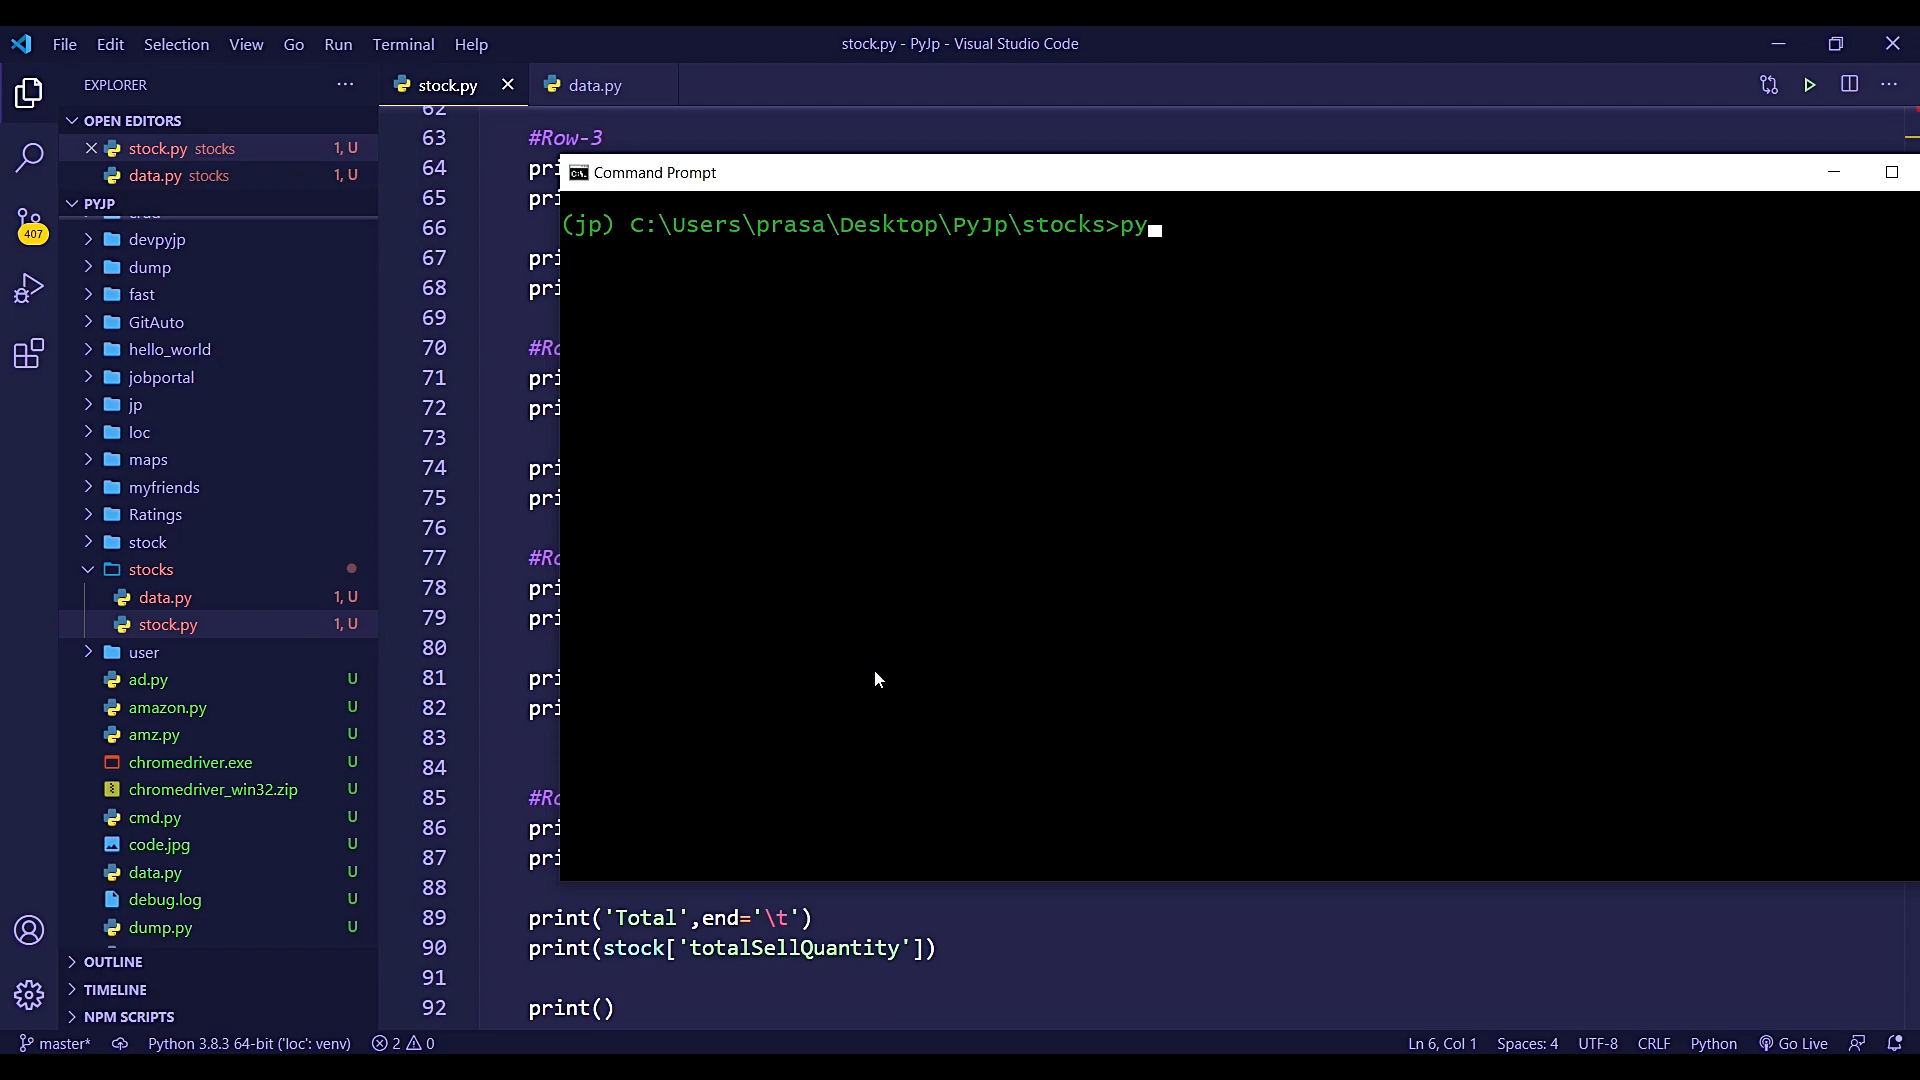 File Edit Selection View Go Run Terminal Help
stock.py - PyJp - Visual Studio Code
EXPLORER
stock.py
data.py
OPEN EDITORS
stock.py stocks 1, U
data.py stocks 1, U
PYJP
devpyjp
dump
fast
GitAuto
hello_world
jobportal
jp
loc
maps
myfriends
Ratings
stock
stocks
data.py 1, U
stock.py 1, U
user
ad.py U
amazon.py U
amz.py U
chromedriver.exe U
chromedriver_win32.zip U
cmd.py U
code.jpg U
data.py U
debug.log U
dump.py U
OUTLINE
TIMELINE
NPM SCRIPTS
407
62
63 #Row-3
64 pri
65 pri
66
67 pri
68 pri
69
70 #Ro
71 pri
72 pri
73
74 pri
75 pri
76
77 #Ro
78 pri
79 pri
80
81 pri
82 pri
83
84
85 #Ro
86 pri
87 pri
88
89 print('Total',end='\t')
90 print(stock['totalSellQuantity'])
91
92 print()
Command Prompt
(jp) C:\Users\prasa\Desktop\PyJp\stocks>py
master* Python 3.8.3 64-bit ('loc': venv) 2 0
Ln 6, Col 1 Spaces: 4 UTF-8 CRLF Python Go Live